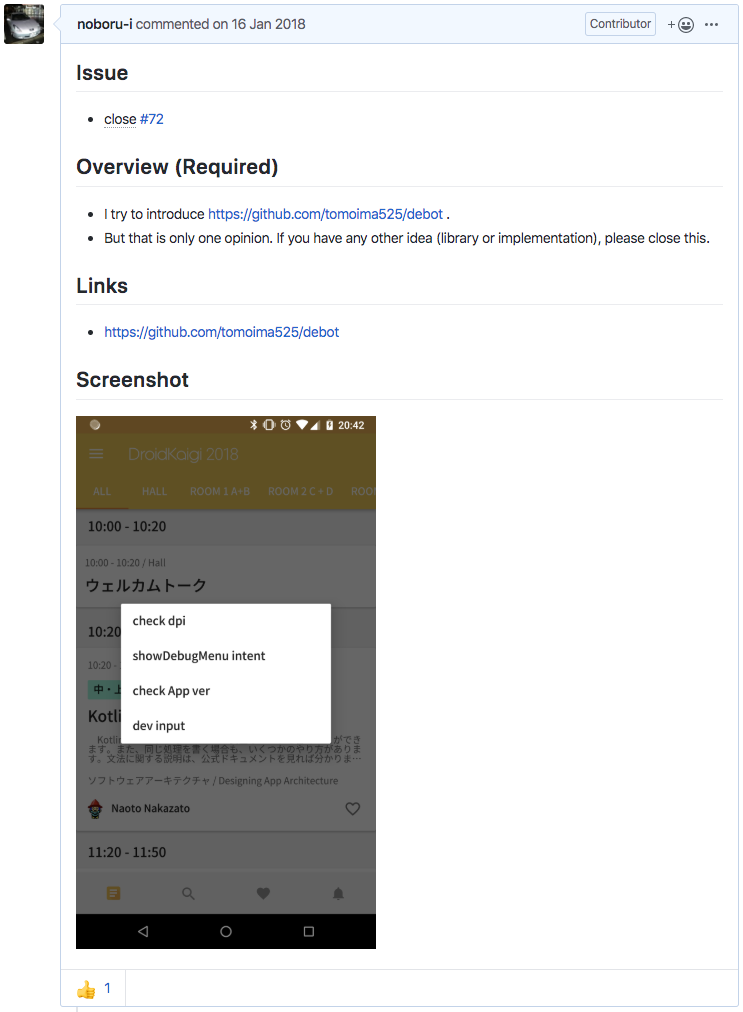 noboru-i commented on 16 Jan 2018
Contributor
Issue
close #72
Overview (Required)
I try to introduce https://github.com/tomoima525/debot .
But that is only one opinion. If you have any other idea (library or implementation), please close this.
Links
https://github.com/tomoima525/debot
Screenshot
20:42
DroidKaigi 2018
ALL HALL ROOM 1 A+B ROOM 2 C + D ROOM
10:00 - 10:20
10:00 - 10:20 / Hall
ウェルカムトーク
check dpi
10:20
showDebugMenu intent
10:20 -
check App ver
中・上
Kotli
dev input
Kotli
ができ
ます。また、同じ処理を書く場合も、いくつかのやり方がありま
す。文法に関する説明は、公式ドキュメントを見れば分かりま…
ソフトウェアアーキテクチャ / Designing App Architecture
Naoto Nakazato
11:20 - 11:50
1